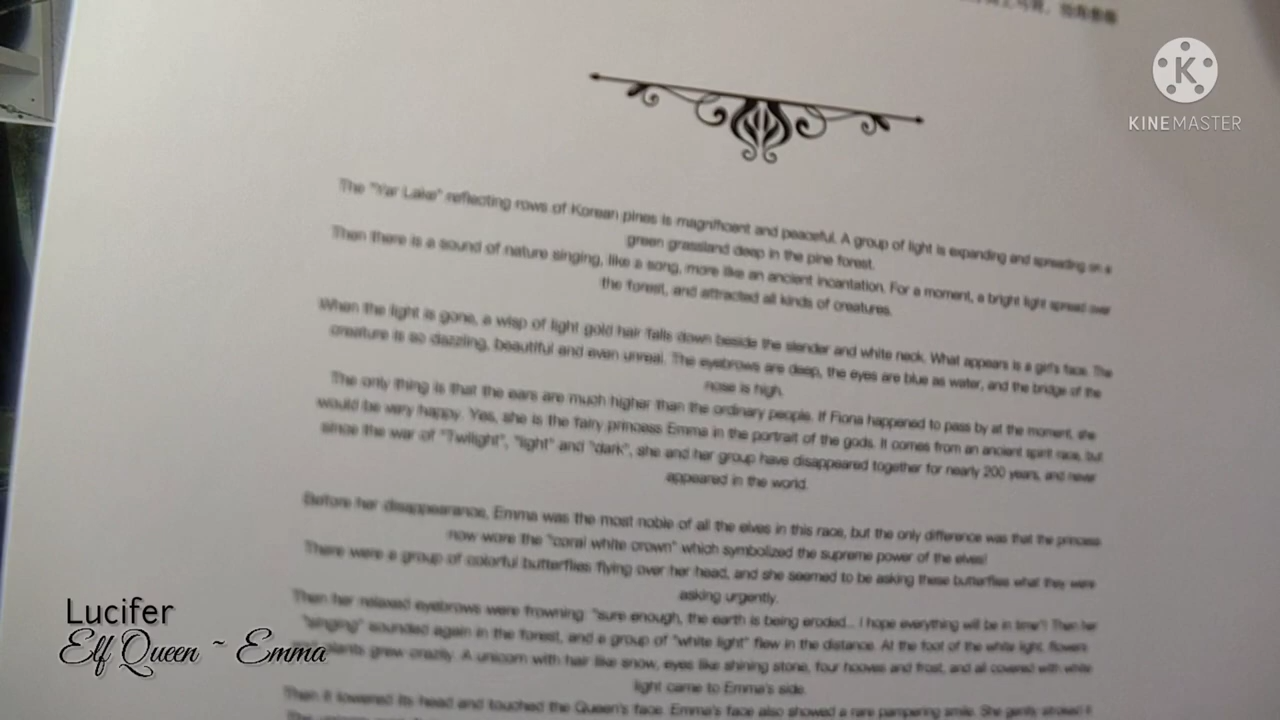 KINEMASTER
The "Yar Lake" reflecting rows of Korean pines is magnificent and peaceful. A group of light is expanding and spreading on a
green grassland deep in the pine forest.
Then there is a sound of nature singing, like a song, more like an ancient incantation. For a moment, a bright light spread over
the forest, and attracted all kinds of creatures.
When the light is gone, a wisp of light gold hair falls down beside the slender and white neck. What appears is a girl's face. The
creature is so dazzling, beautiful and even unreal. The eyebrows are deep, the eyes are blue as water, and the bridge of the
nose is high.
The only thing is that the ears are much higher than the ordinary people. If Fiona happened to pass by at the moment, she
would be very happy. Yes, she is the fairy princess Emma in the portrait of the gods. It comes from an ancient spirit race, but
since the war of "Twilight", "light" and "dark", she and her group have disappeared together for nearly 200 years, and never
appeared in the world.
Before her disappearance, Emma was the most noble of all the elves in this race, but the only difference was that the princess
now wore the "coral white crown" which symbolized the supreme power of the elves!
There were a group of colorful butterflies flying over her head, and she seemed to be asking these butterflies what they were
asking urgently.
Then her relaxed eyebrows were frowning: "sure enough, the earth is being eroded... I hope everything will be in time"! Then her
"singing" sounded again in the forest, and a group of "white light" flew in the distance. At the foot of the white light, flowers
and plants grew crazily. A unicorn with hair like snow, eyes like shining stone, four hooves and frost, and all covered with white
light came to Emma's side.
Then it lowered its head and touched the Queen's face. Emma's face also showed a rare pampering smile. She gently
Lucifer
Elf Queen ~ Emma